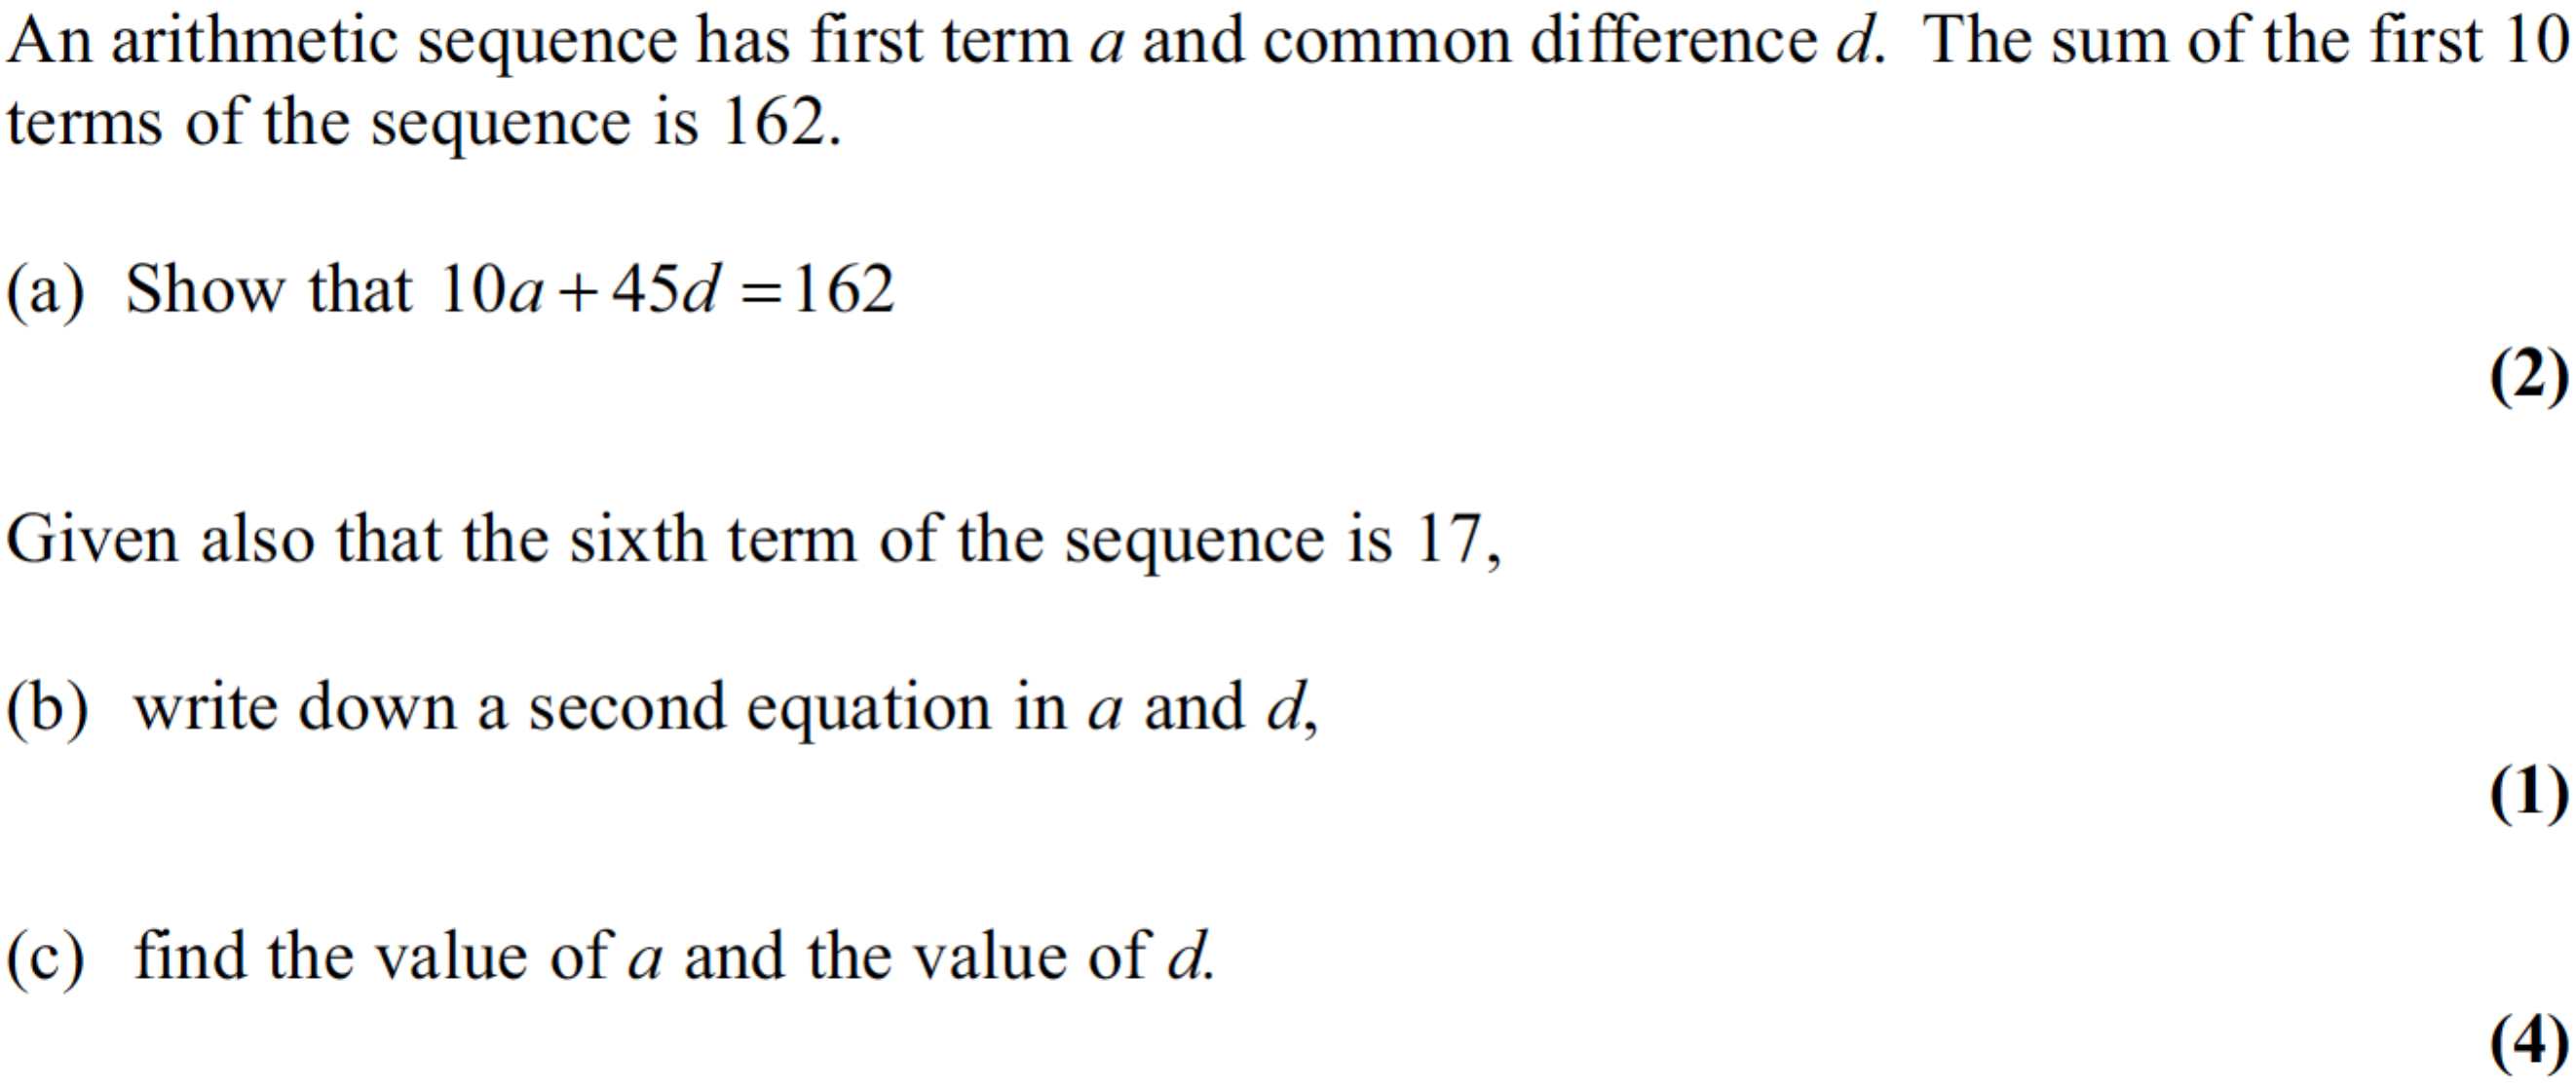 An arithmetic sequence has first term a and common difference d. The sum of the first 10
terms of the sequence is 162.
(a) Show that 10a + 45d = 162
(2)
Given also that the sixth term of the sequence is 17,
(b) write down a second equation in a and d,
(1)
(c) find the value of a and the value of d.
(4)